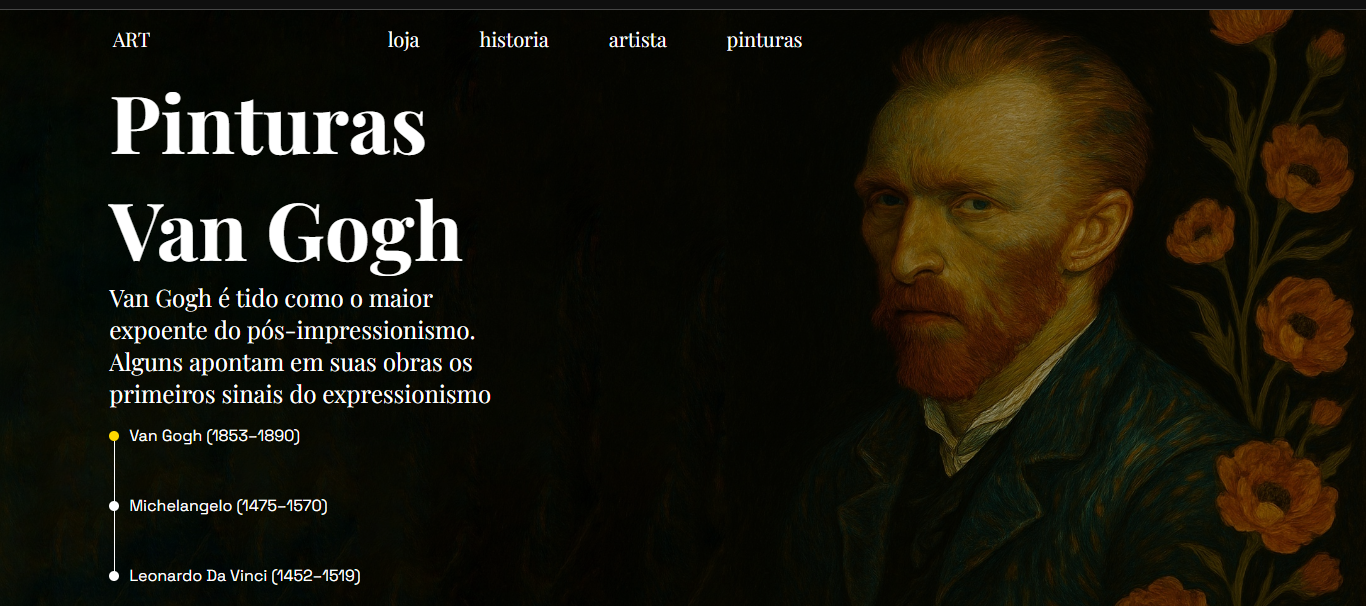 ART
loja
historia
artista
pinturas
Pinturas
Van Gogh
Van Gogh é tido como o maior
expoente do pós-impressionismo.
Alguns apontam em suas obras os
primeiros sinais do expressionismo
Van Gogh (1853-1890)
Michelangelo (1475-1570)
Leonardo Da Vinci (1452-1519)